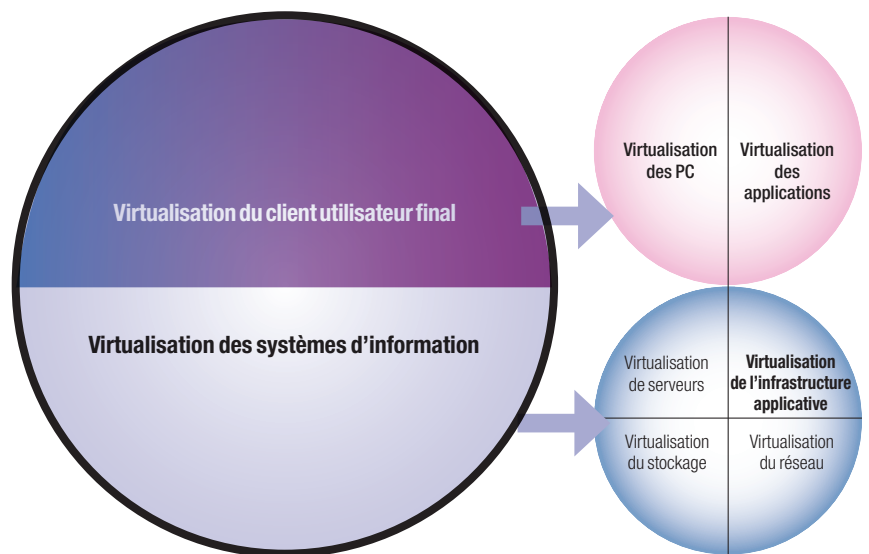 Virtualisation du client utilisateur final
Virtualisation des systèmes d’information
Virtualisation
des PC
Virtualisation
des
applications
Virtualisation
de serveurs
Virtualisation
de l’infrastructure
applicative
Virtualisation
du stockage
Virtualisation
du réseau